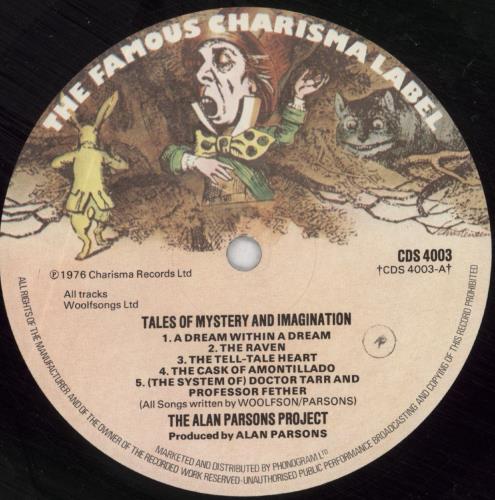 THE FAMOUS CHARISMA LABEL
CDS 4003
†CDS 4003-A†
℗ 1976 Charisma Records Ltd
All tracks
Woolfsongs Ltd
TALES OF MYSTERY AND IMAGINATION
1. A DREAM WITHIN A DREAM
2. THE RAVEN
3. THE TELL-TALE HEART
4. THE CASK OF AMONTILLADO
5. (THE SYSTEM OF) DOCTOR TARR AND
PROFESSOR FETHER
(All Songs written by WOOLFSON/PARSONS)
THE ALAN PARSONS PROJECT
Produced by ALAN PARSONS
MARKETED AND DISTRIBUTED BY PHONOGRAM LTD
ALL RIGHTS OF THE MANUFACTURER AND OF THE OWNER OF THE RECORDED WORK RESERVED-UNAUTHORISED PUBLIC PERFORMANCE BROADCASTING AND COPYING OF THIS RECORD PROHIBITED